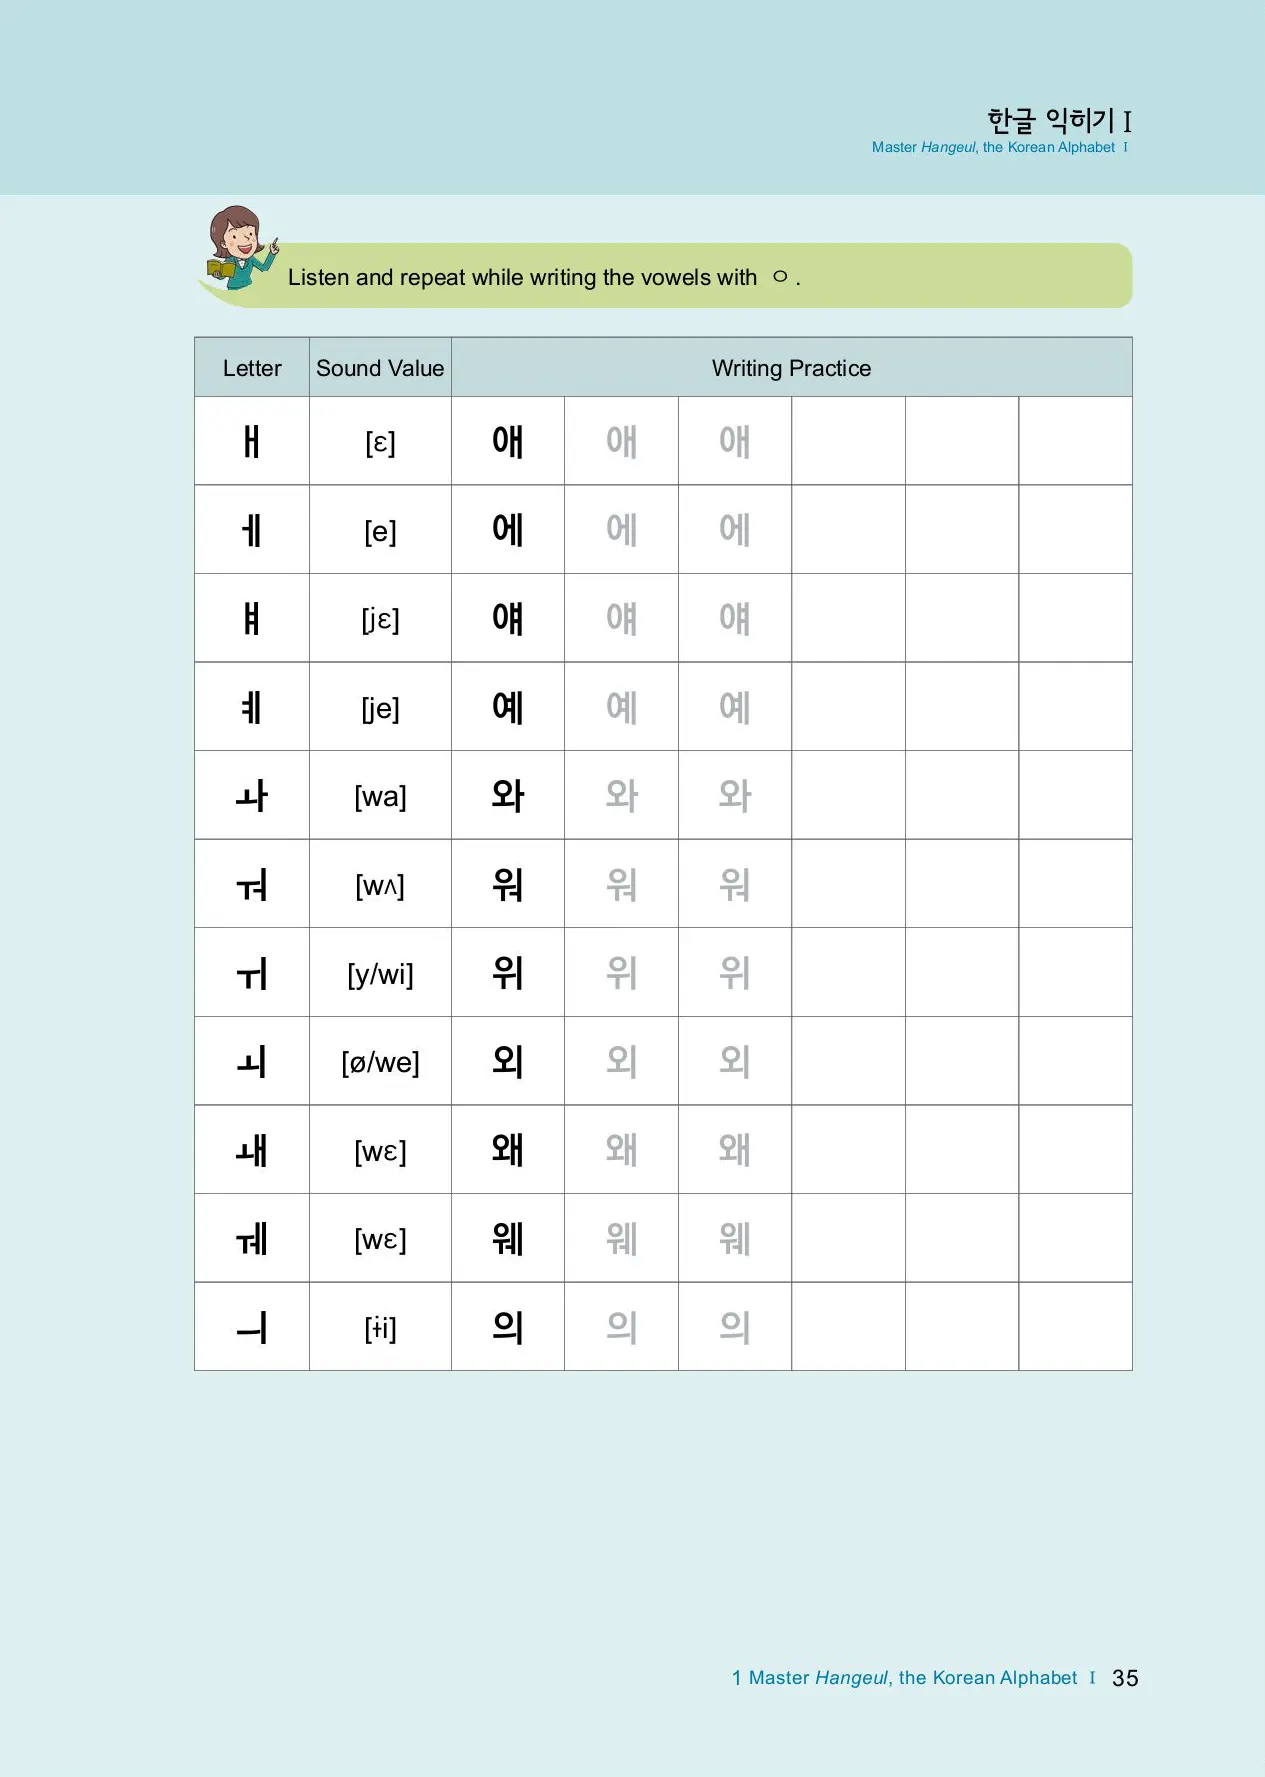 한글 익히기 I
Master Hangeul, the Korean Alphabet I
Listen and repeat while writing the vowels with ㅇ.
Letter Sound Value Writing Practice
ㅐ [ɛ] 애 애 애
ㅔ [e] 에 에 에
ㅒ [jɛ] 얘 얘 얘
ㅖ [je] 예 예 예
ㅘ [wa] 와 와 와
ㅝ [wʌ] 워 워 워
ㅟ [y/wi] 위 위 위
ㅚ [ø/we] 외 외 외
ㅙ [wɛ] 왜 왜 왜
ㅞ [wɛ] 웨 웨 웨
ㅢ [ɨi] 의 의 의
1 Master Hangeul, the Korean Alphabet I 35